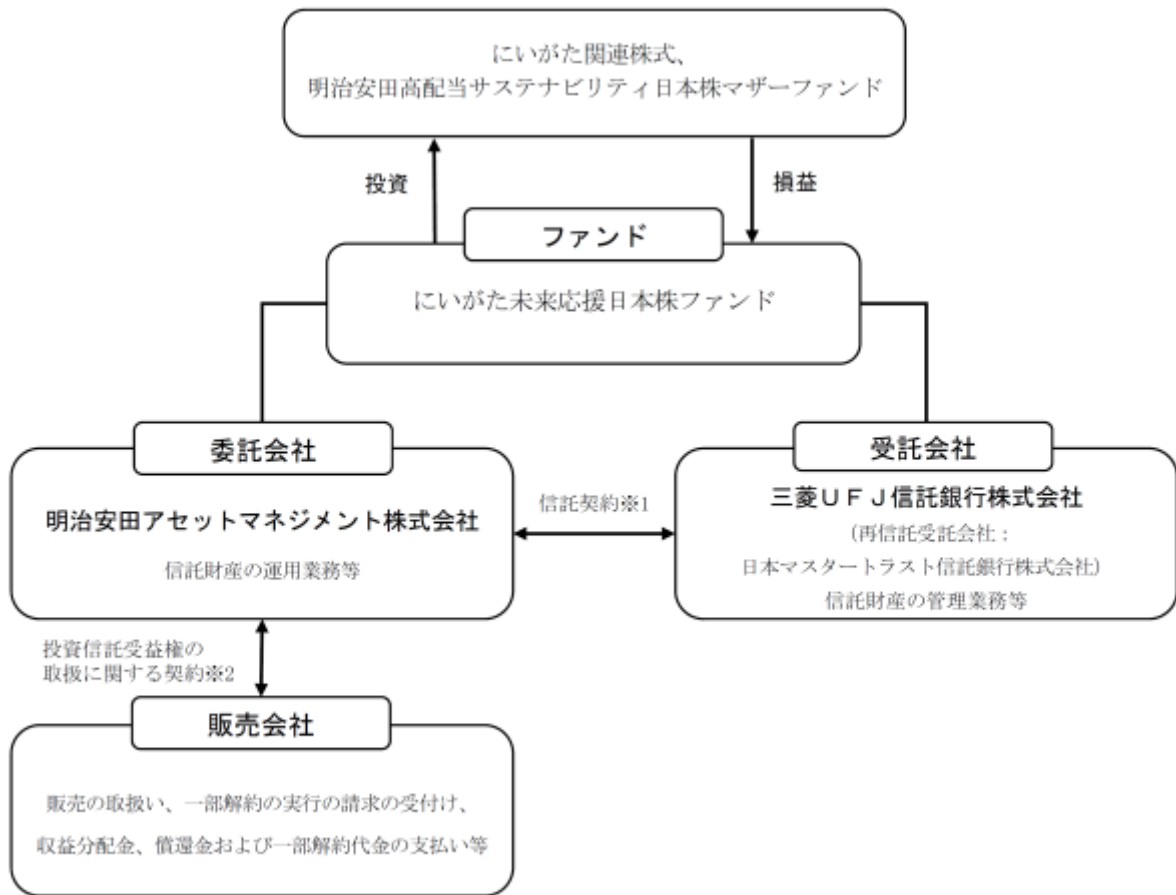 にいがた関連株式、
明治安田高配当サステナビリティ日本株マザーファンド
投資
損益
ファンド
にいがた未来応援日本株ファンド
委託会社
明治安田アセットマネジメント株式会社
信託財産の運用業務等
信託契約※1
受託会社
三菱ＵＦＪ信託銀行株式会社
(再信託受託会社：
日本マスタートラスト信託銀行株式会社)
信託財産の管理業務等
投資信託受益権の
取扱に関する契約※2
販売会社
販売の取扱い、一部解約の実行の請求の受付け、
収益分配金、償還金および一部解約代金の支払い等